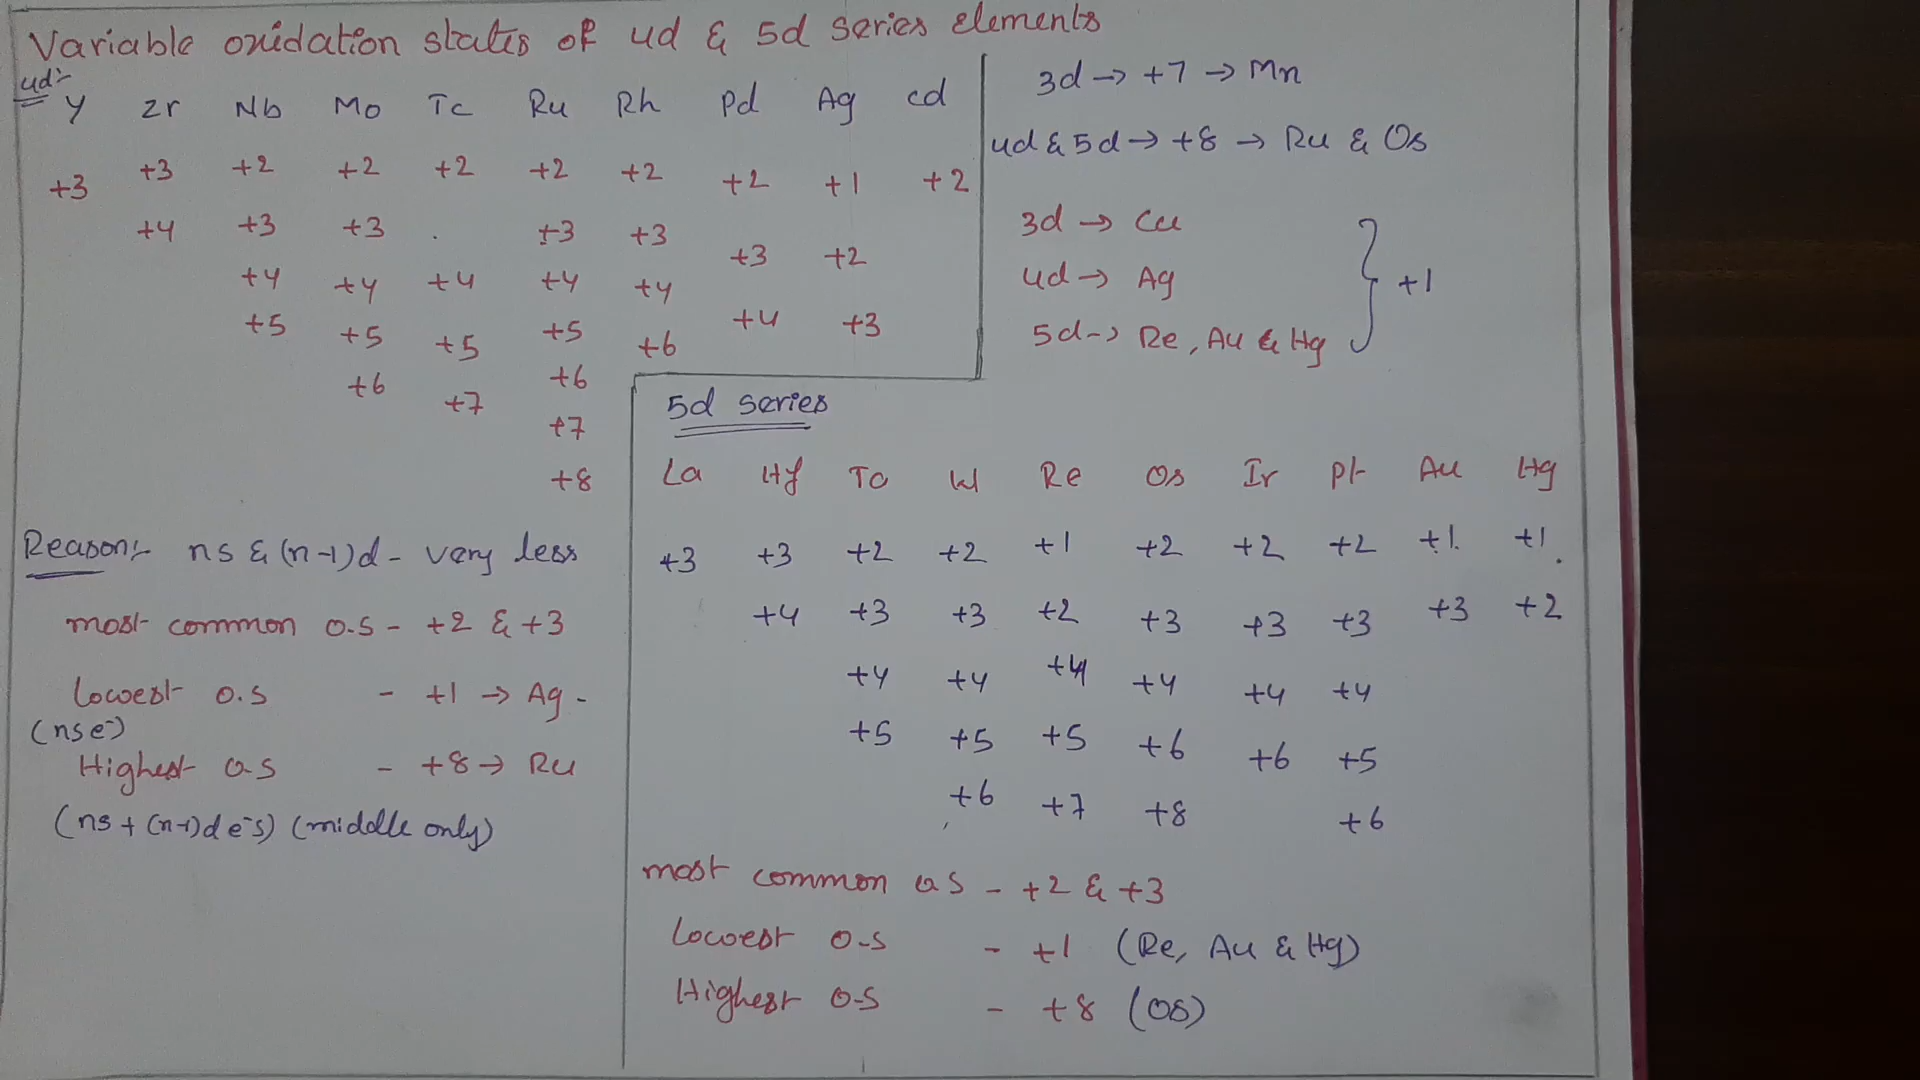 Variable oxidation states of 4d & 5d series elements
4d:-
Y Zr Nb Mo Tc Ru Rh Pd Ag Cd
+3 +3 +2 +2 +2 +2 +2 +2 +1 +2
+4 +3 +3 . +3 +3 +3 +2
+4 +4 +4 +4 +4 +4 +3
+5 +5 +5 +5 +6
+6 +7 +6
+7
+8
Reason:- ns & (n-1)d - very less
most common O.S - +2 & +3
Lowest O.S - +1 → Ag -
(ns e⁻)
Highest O.S - +8 → Ru
(ns + (n-1)d e⁻s) (middle only)
3d → +7 → Mn
4d & 5d → +8 → Ru & Os
3d → Cu
4d → Ag } +1
5d → Re, Au & Hg
5d series
La Hf Ta W Re Os Ir Pt Au Hg
+3 +3 +2 +2 +1 +2 +2 +2 +1 +1
+4 +3 +3 +2 +3 +3 +3 +3 +2
+4 +4 +4 +4 +4 +4
+5 +5 +5 +6 +6 +5
+6 +7 +8 +6
most common O.S - +2 & +3
Lowest O.S - +1 (Re, Au & Hg)
Highest O.S - +8 (Os)